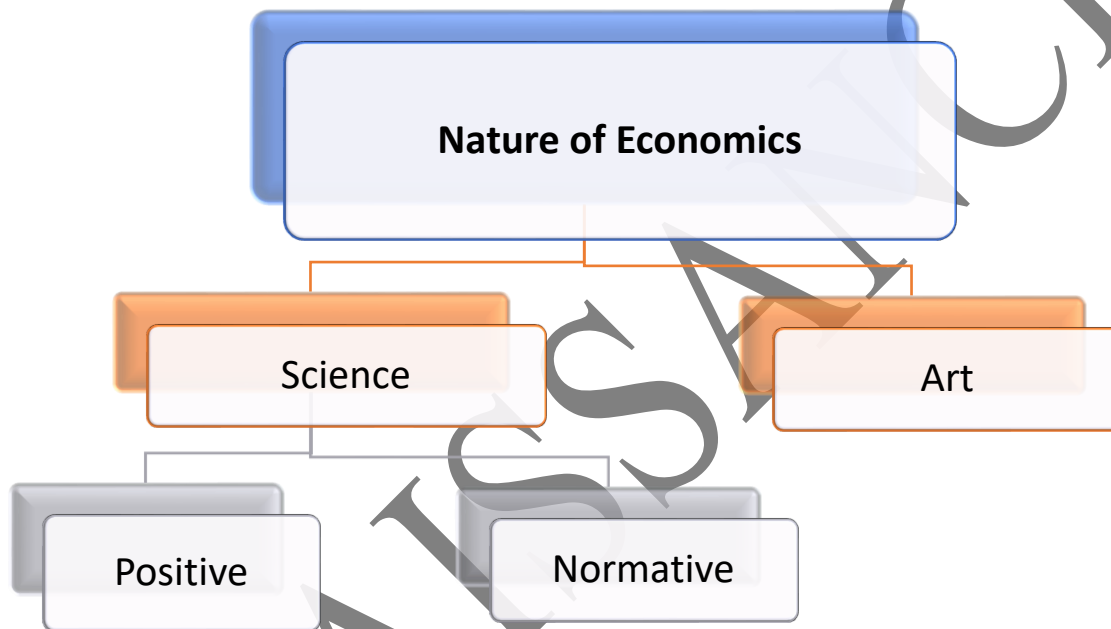 Nature of Economics
Science
Art
Positive
Normative